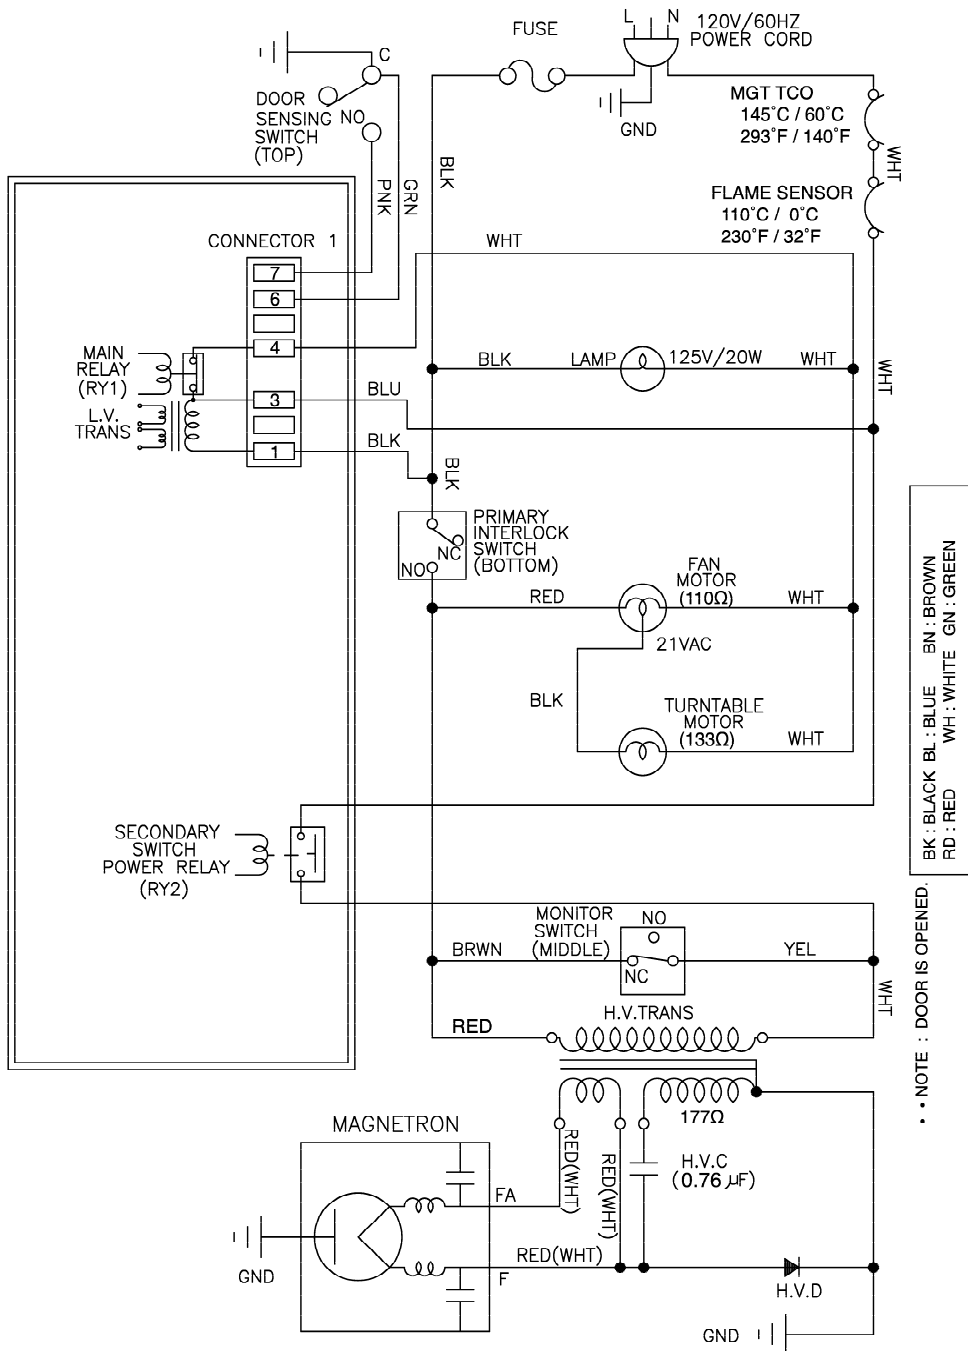 FUSE
L N
120V/60HZ
POWER CORD
C
DOOR
SENSING NO
SWITCH
(TOP)
GND
MGT TCO
145°C / 60°C
293°F / 140°F
WHT
BLK
PNK
GRN
FLAME SENSOR
110°C / 0°C
230°F / 32°F
CONNECTOR 1
WHT
7
6
4
MAIN
RELAY
(RY1)
BLK
LAMP
125V/20W
WHT
WHT
3
BLU
L.V.
TRANS
1
BLK
BLK
PRIMARY
INTERLOCK
SWITCH
(BOTTOM)
NC
NO
FAN
MOTOR
(110Ω)
RED
WHT
21VAC
BLK
TURNTABLE
MOTOR
(133Ω)
WHT
BK : BLACK BL : BLUE BN : BROWN
RD : RED WH : WHITE GN : GREEN
SECONDARY
SWITCH
POWER RELAY
(RY2)
MONITOR
SWITCH
(MIDDLE)
NO
BRWN
NC
YEL
WHT
• • NOTE : DOOR IS OPENED.
H.V.TRANS
RED
177Ω
MAGNETRON
RED(WHT)
RED(WHT)
H.V.C
(0.76 µF)
FA
RED(WHT)
F
GND
H.V.D
GND